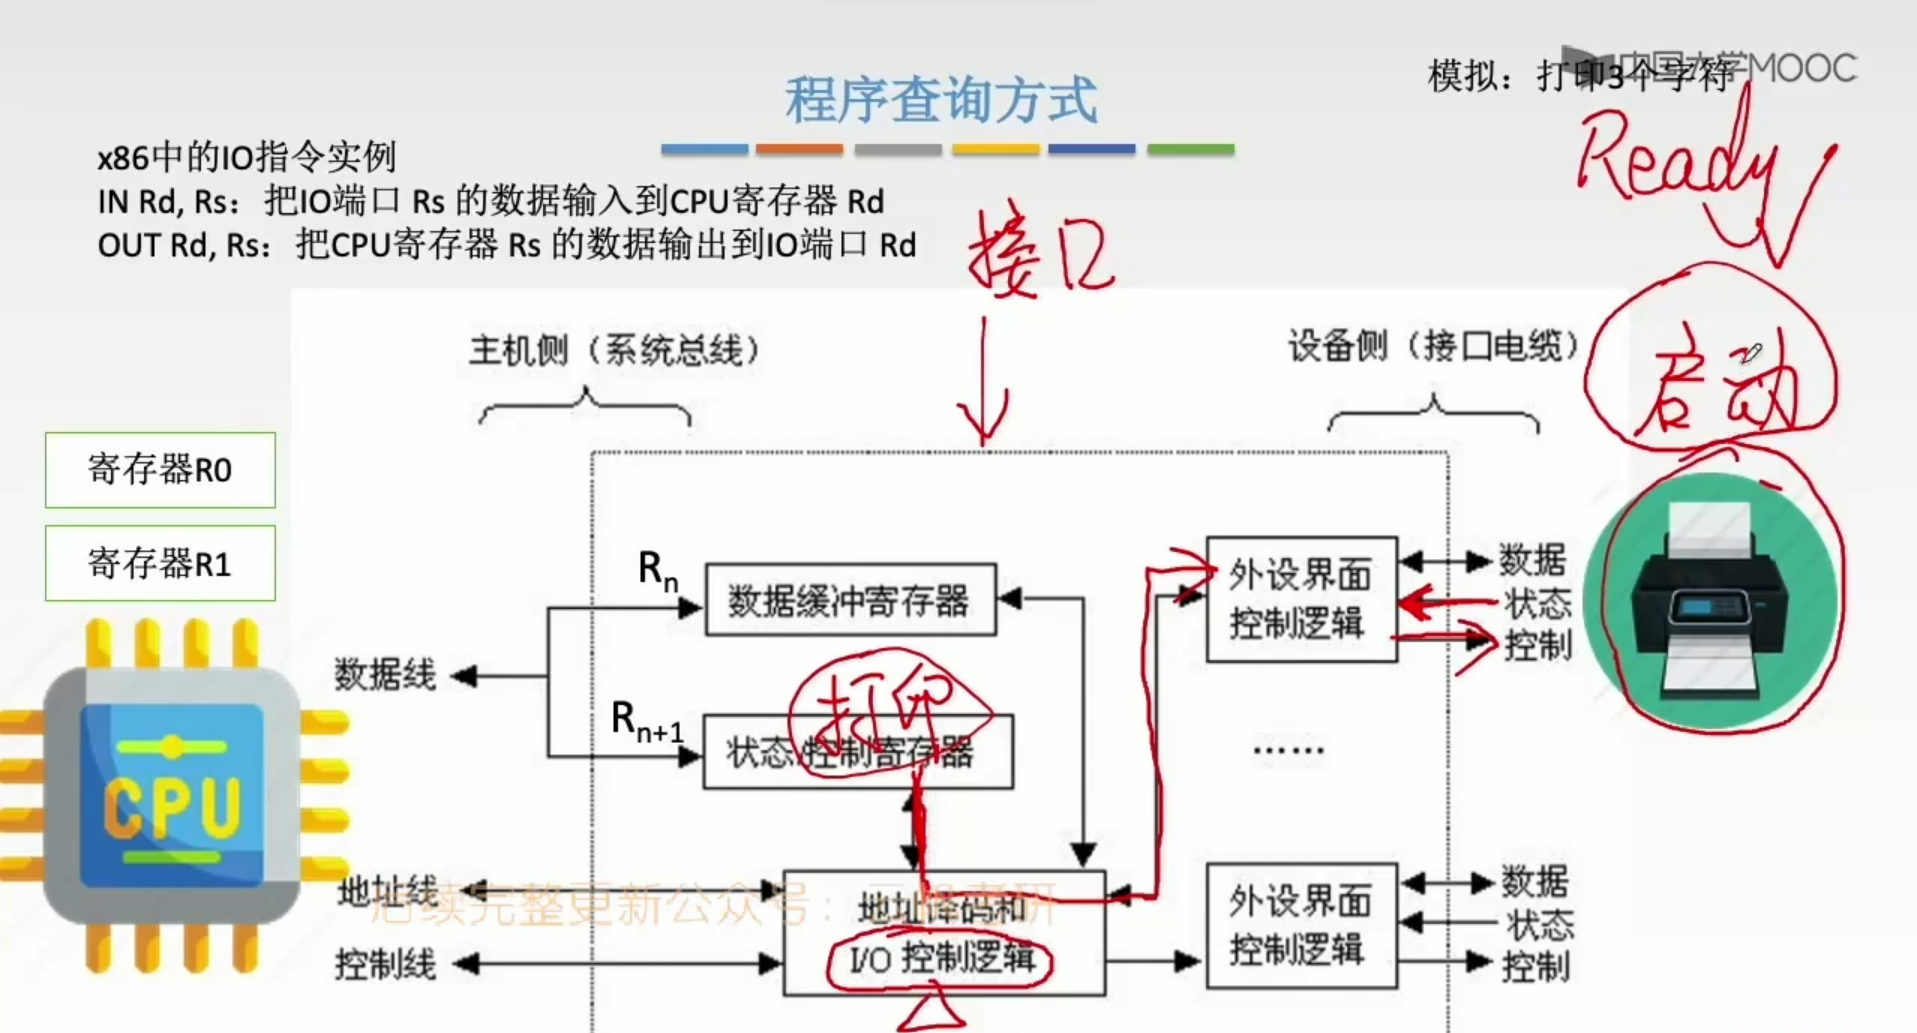 中国大学MOOC
模拟：打印3个字符
程序查询方式
Ready
x86中的IO指令实例
IN Rd, Rs：把IO端口 Rs 的数据输入到CPU寄存器 Rd
OUT Rd, Rs：把CPU寄存器 Rs 的数据输出到IO端口 Rd
接口
主机侧（系统总线）
设备侧（接口电缆）
启动
寄存器R0
寄存器R1
Rn
数据缓冲寄存器
外设界面
控制逻辑
数据
状态
控制
数据线
打印
Rn+1
状态/控制寄存器
……
CPU
地址线
后续完整更新公众号：
考研
地址译码和
I/O 控制逻辑
控制线
外设界面
控制逻辑
数据
状态
控制